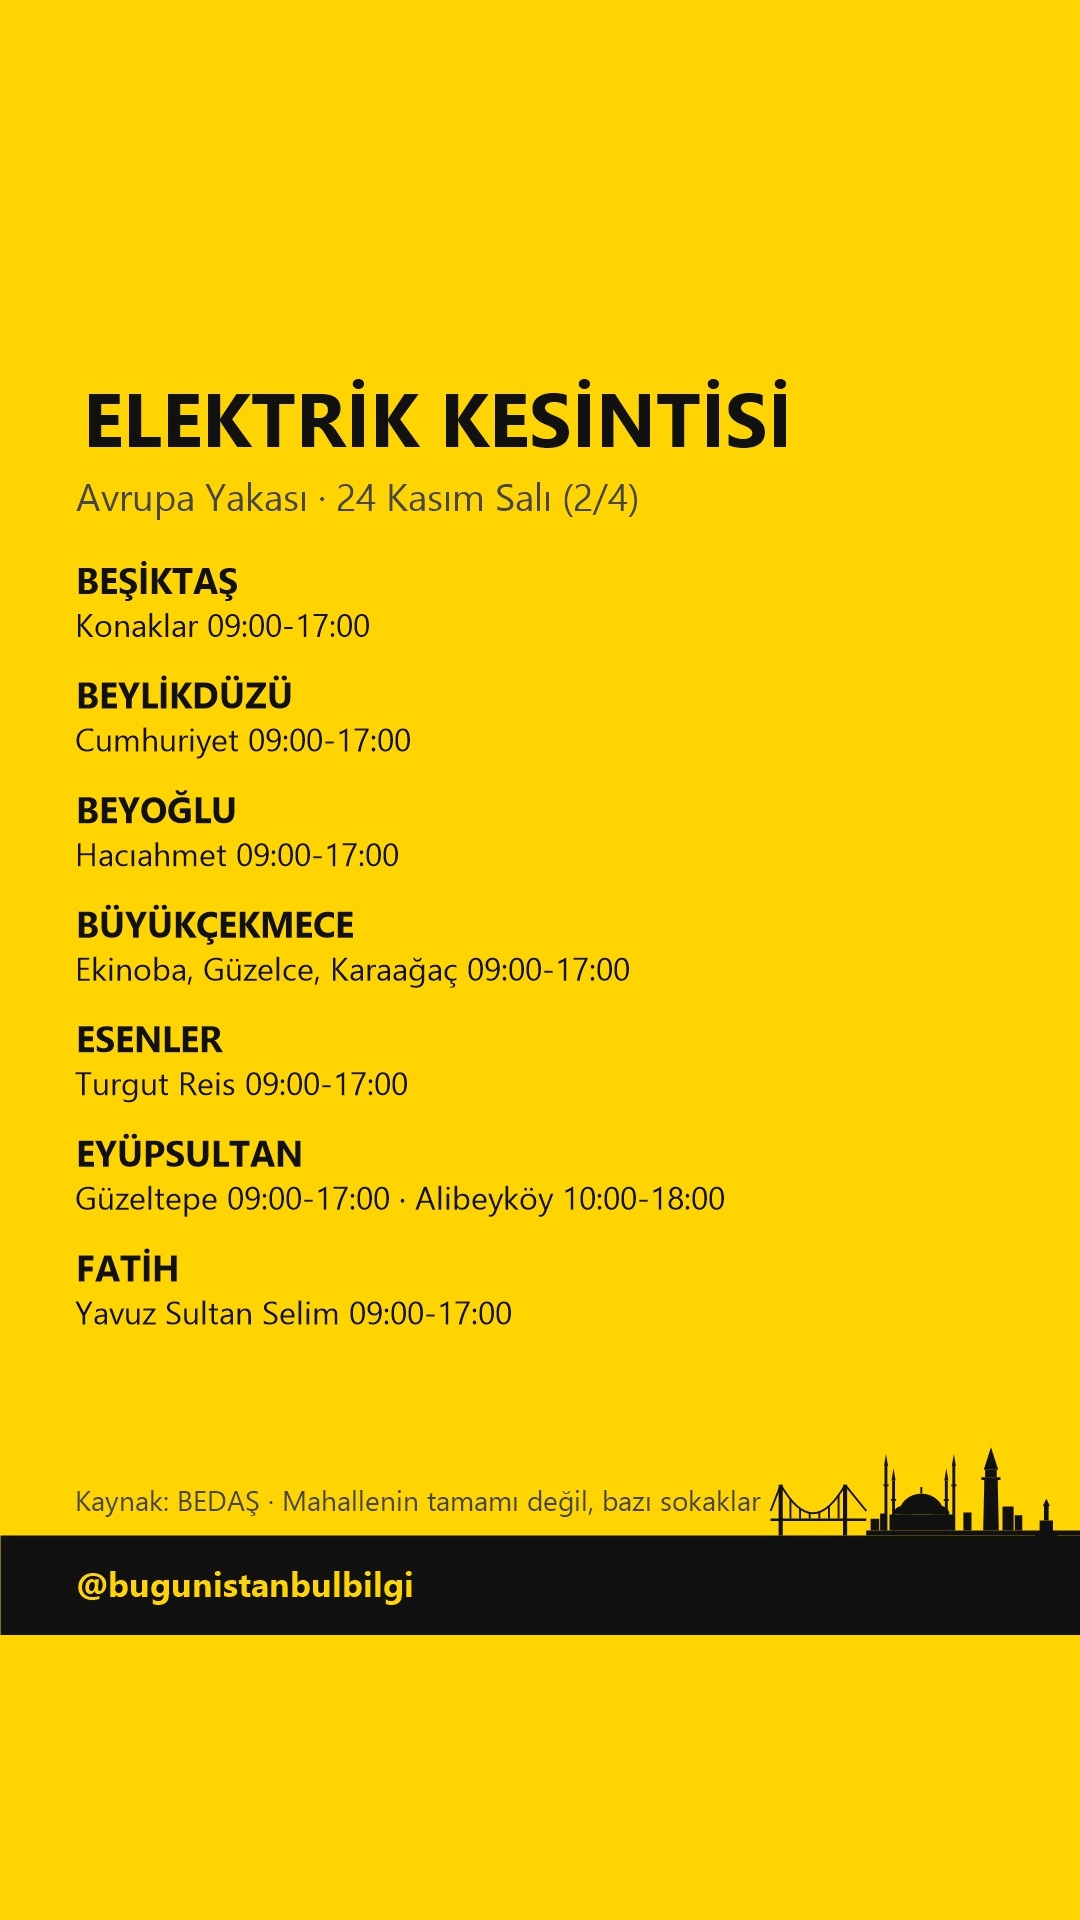 ELEKTRİK KESİNTİSİ
Avrupa Yakası · 24 Kasım Salı (2/4)
BEŞİKTAŞ
Konaklar 09:00-17:00
BEYLİKDÜZÜ
Cumhuriyet 09:00-17:00
BEYOĞLU
Hacıahmet 09:00-17:00
BÜYÜKÇEKMECE
Ekinoba, Güzelce, Karaağaç 09:00-17:00
ESENLER
Turgut Reis 09:00-17:00
EYÜPSULTAN
Güzeltepe 09:00-17:00 · Alibeyköy 10:00-18:00
FATİH
Yavuz Sultan Selim 09:00-17:00
Kaynak: BEDAŞ · Mahallenin tamamı değil, bazı sokaklar
@bugunistanbulbilgi